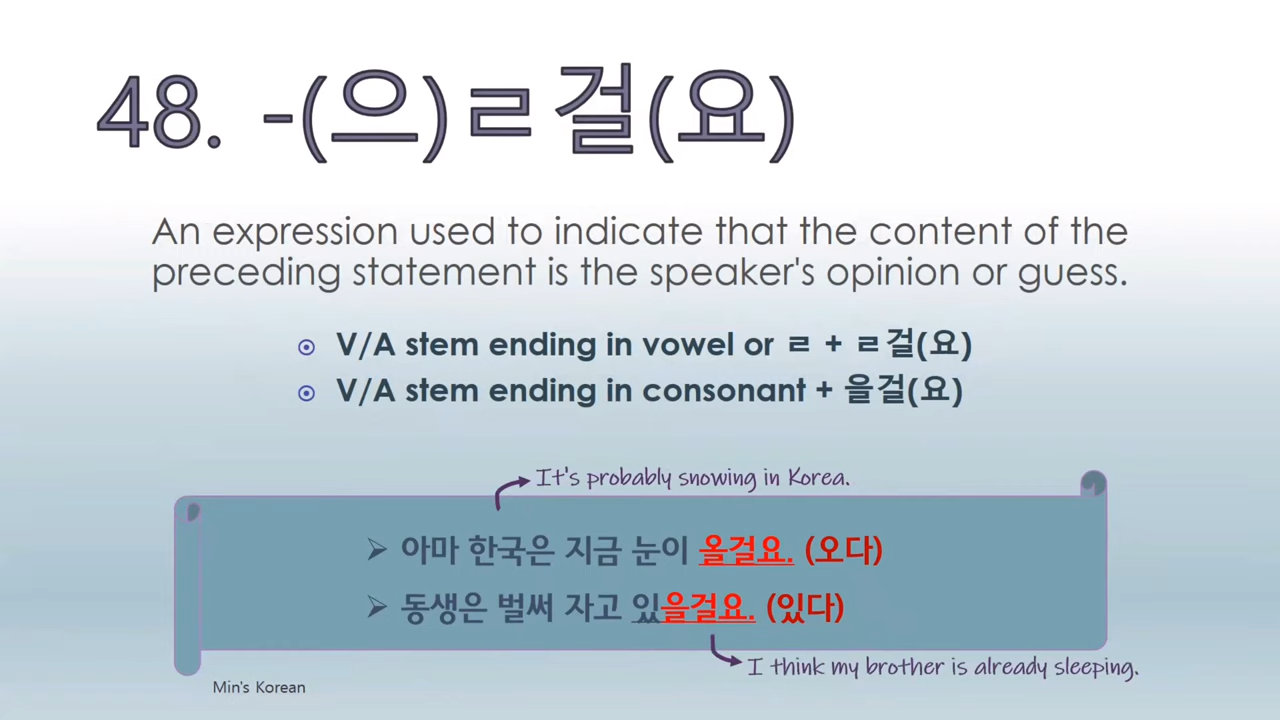 48. -(으)ㄹ걸(요)
An expression used to indicate that the content of the
preceding statement is the speaker's opinion or guess.
V/A stem ending in vowel or ㄹ + ㄹ걸(요)
V/A stem ending in consonant + 을걸(요)
It's probably snowing in Korea.
아마 한국은 지금 눈이 올걸요. (오다)
동생은 벌써 자고 있을걸요. (있다)
I think my brother is already sleeping.
Min's Korean